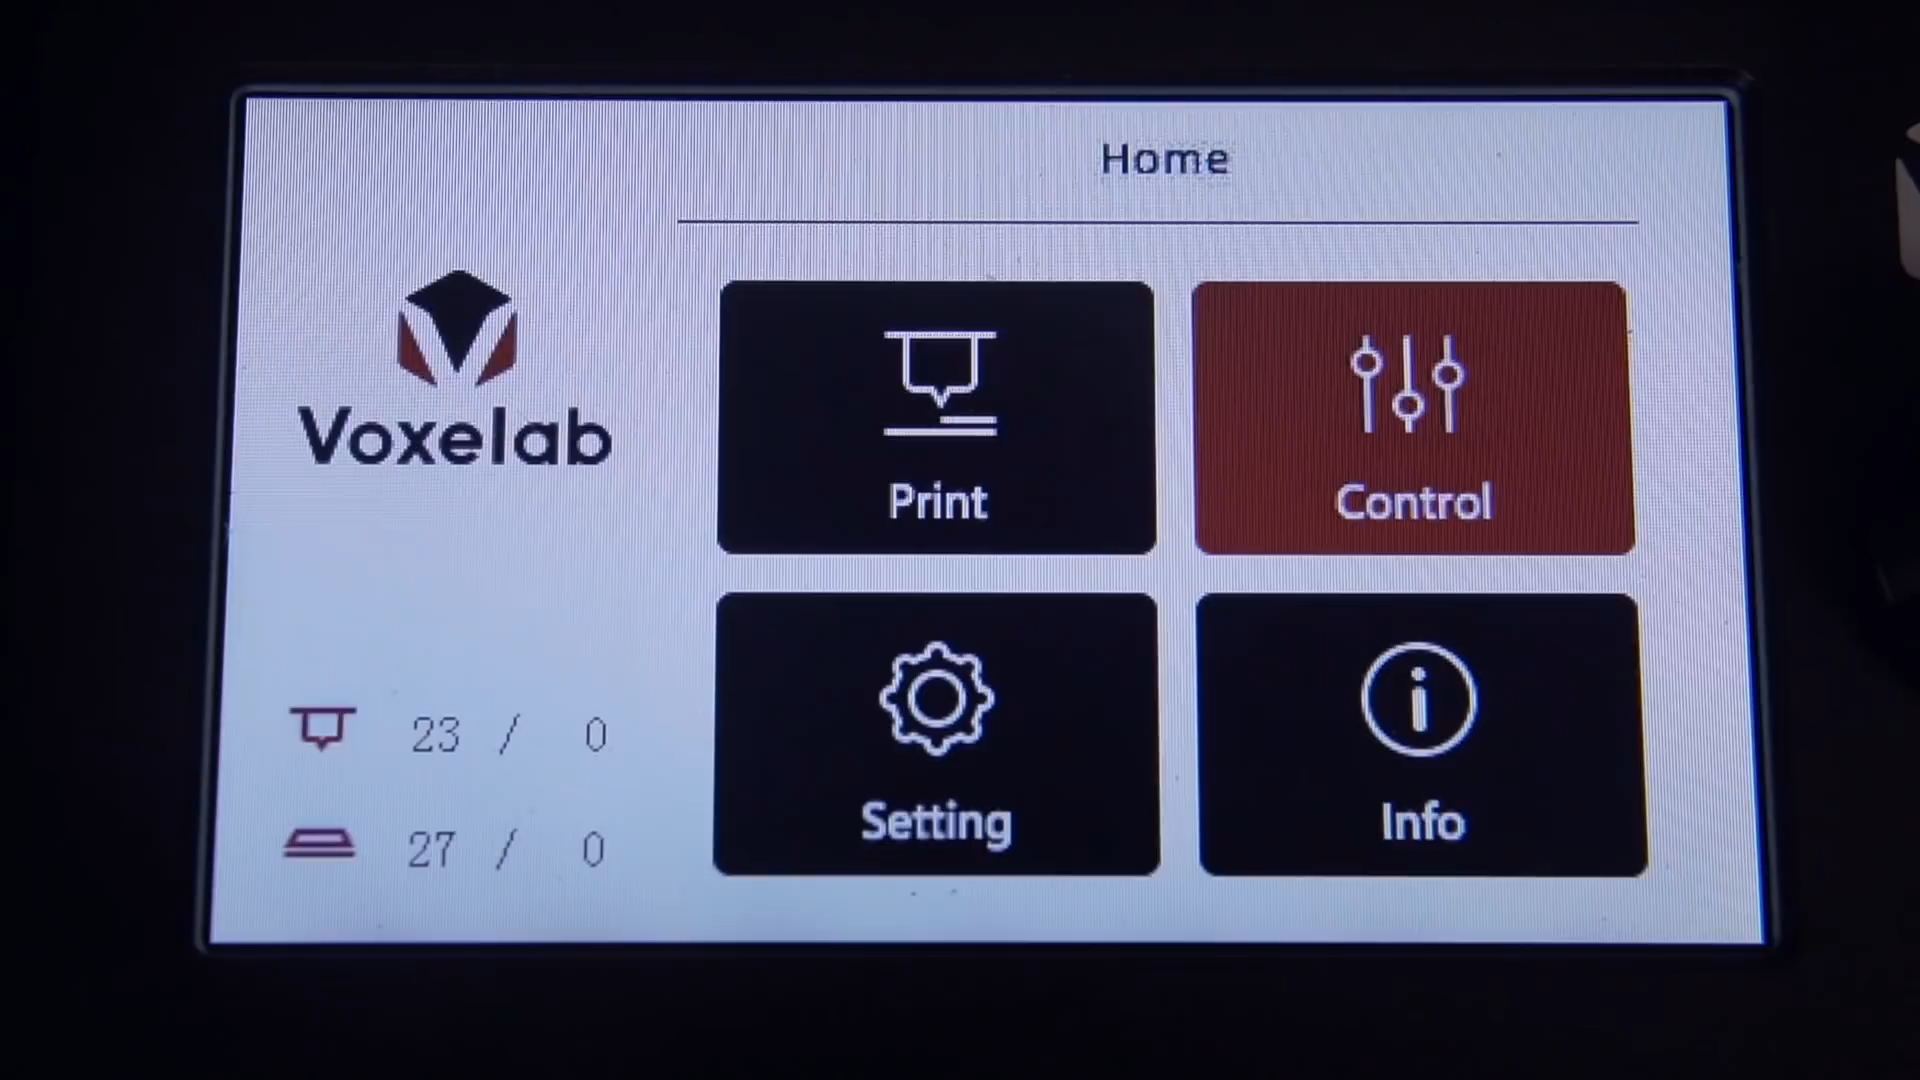 Home
Voxelab
Print
Control
23 / 0
27 / 0
Setting
Info